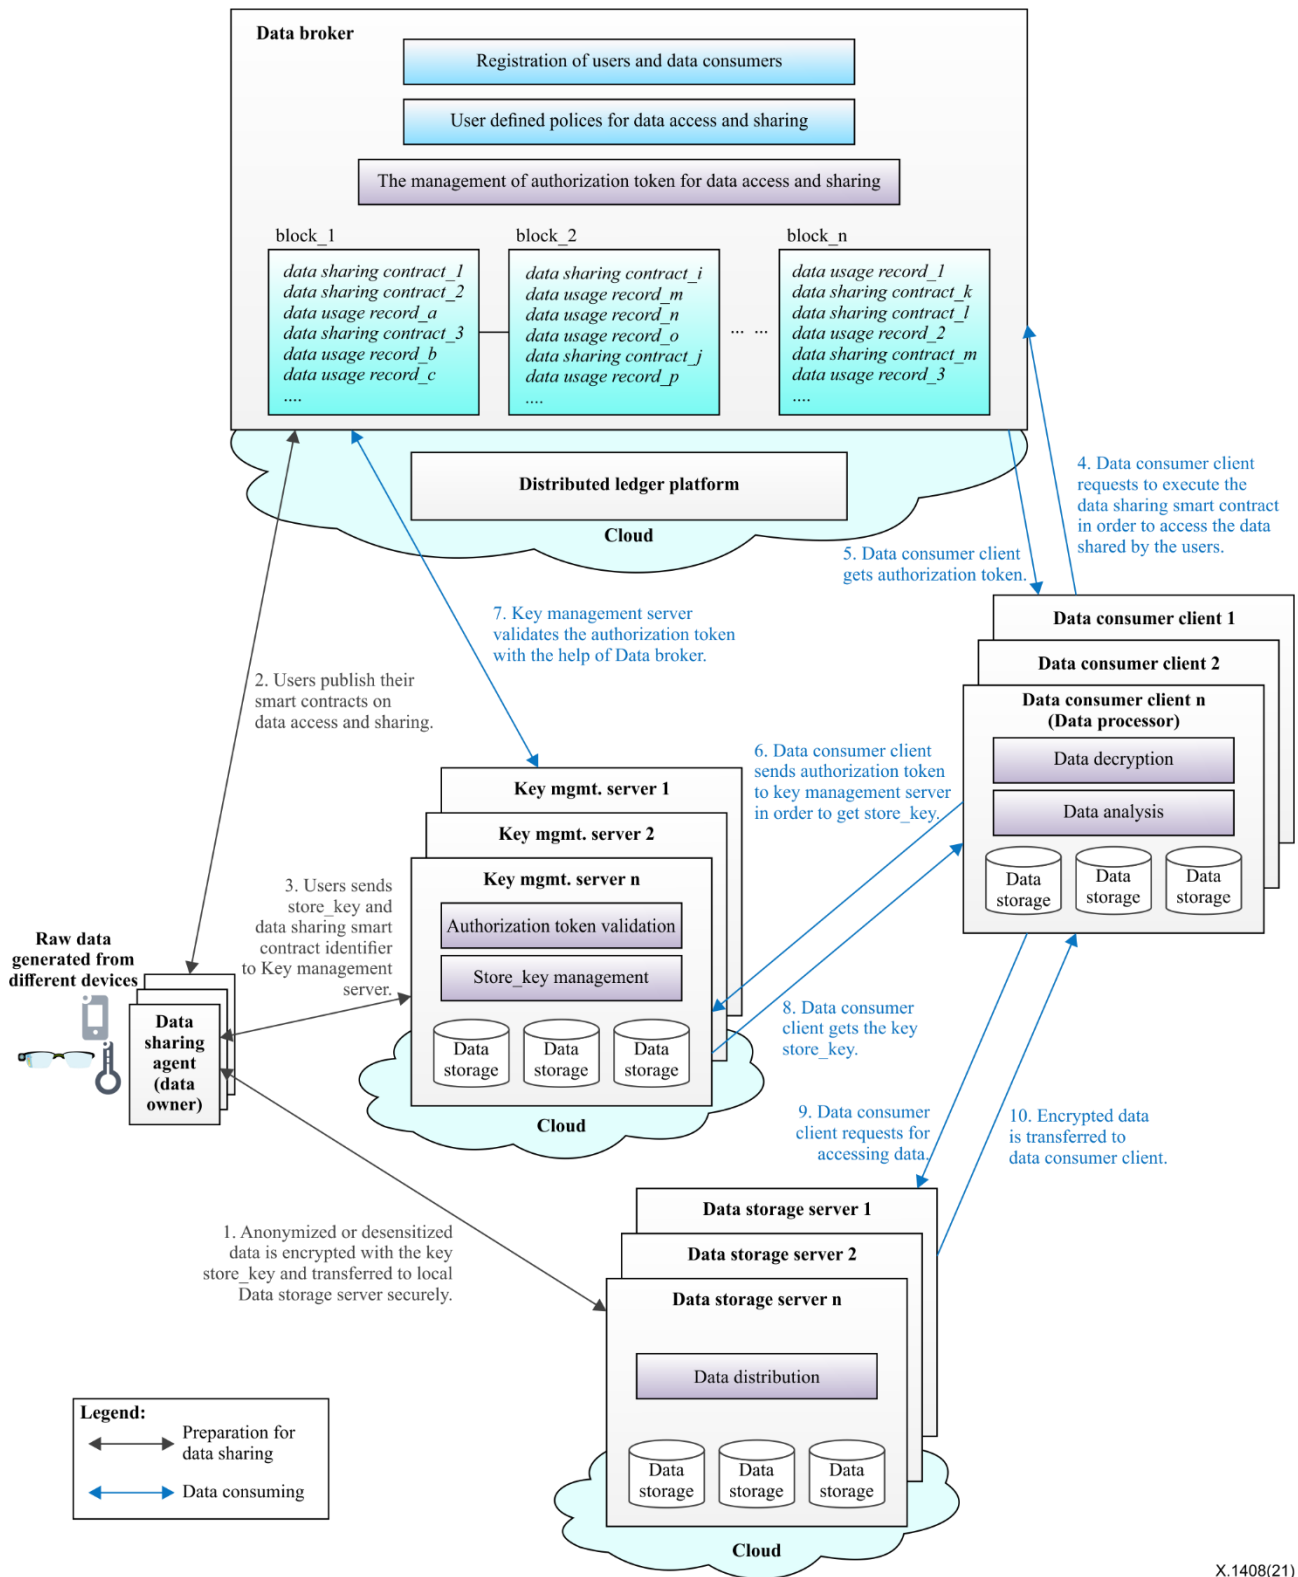 Data broker
Registration of users and data consumers
User defined polices for data access and sharing
The management of authorization token for data access and sharing
block_1
data sharing contract_1
data sharing contract_2
data usage record_a
data sharing contract_3
data usage record_b
data usage record_c
....
block_2
data sharing contract_i
data usage record_m
data usage record_n
data usage record_o
data sharing contract_j
data usage record_p
....
... ...
block_n
data usage record_1
data sharing contract_k
data sharing contract_l
data usage record_2
data sharing contract_m
data usage record_3
....
Distributed ledger platform
Cloud
4. Data consumer client
requests to execute the
data sharing smart contract
in order to access the data
shared by the users.
5. Data consumer client
gets authorization token.
7. Key management server
validates the authorization token
with the help of Data broker.
2. Users publish their
smart contracts on
data access and sharing.
Data consumer client 1
Data consumer client 2
Data consumer client n
(Data processor)
Data decryption
Data analysis
Data
storage
Data
storage
Data
storage
6. Data consumer client
sends authorization token
to key management server
in order to get store_key.
Key mgmt. server 1
Key mgmt. server 2
Key mgmt. server n
Authorization token validation
Store_key management
Data
storage
Data
storage
Data
storage
Cloud
3. Users sends
store_key and
data sharing smart
contract identifier
to Key management
server.
Raw data
generated from
different devices
Data
sharing
agent
(data
owner)
8. Data consumer
client gets the key
store_key.
9. Data consumer
client requests for
accessing data.
10. Encrypted data
is transferred to
data consumer client.
1. Anonymized or desensitized
data is encrypted with the key
store_key and transferred to local
Data storage server securely.
Data storage server 1
Data storage server 2
Data storage server n
Data distribution
Data
storage
Data
storage
Data
storage
Cloud
Legend:
Preparation for
data sharing
Data consuming
X.1408(21)